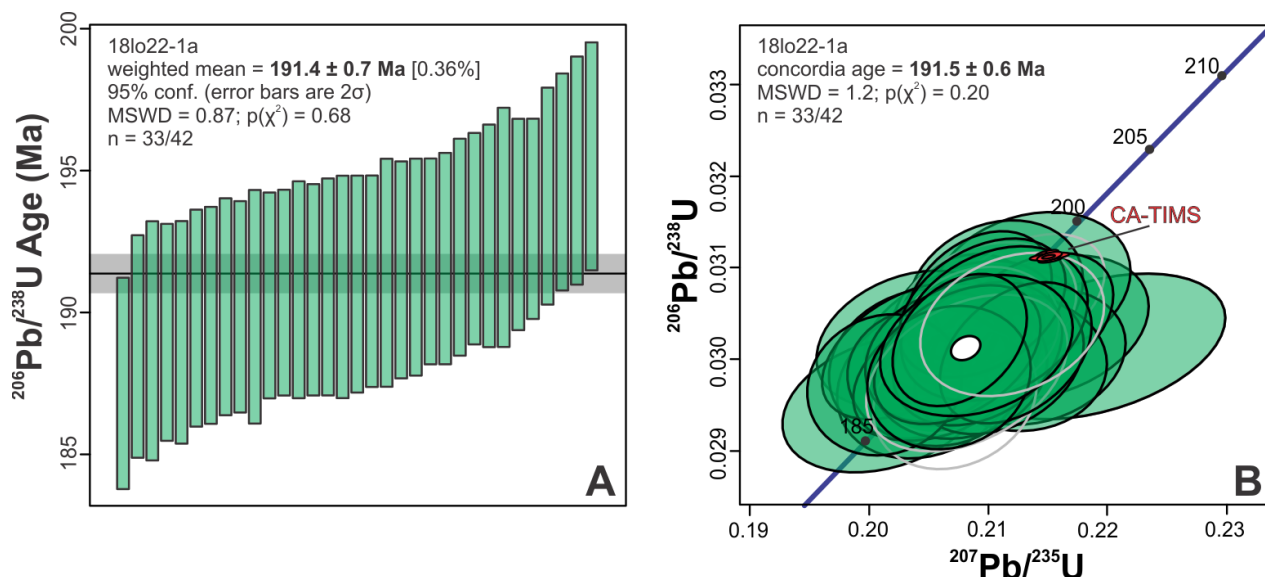 200
195
190
185
²⁰⁶Pb/²³⁸U Age (Ma)
18lo22-1a
weighted mean = 191.4 ± 0.7 Ma [0.36%]
95% conf. (error bars are 2σ)
MSWD = 0.87; p(χ²) = 0.68
n = 33/42
A
0.033
0.032
0.031
0.030
0.029
²⁰⁶Pb/²³⁸U
18lo22-1a
concordia age = 191.5 ± 0.6 Ma
MSWD = 1.2; p(χ²) = 0.20
n = 33/42
210
205
200
CA-TIMS
185
B
0.19 0.20 0.21 0.22 0.23
²⁰⁷Pb/²³⁵U